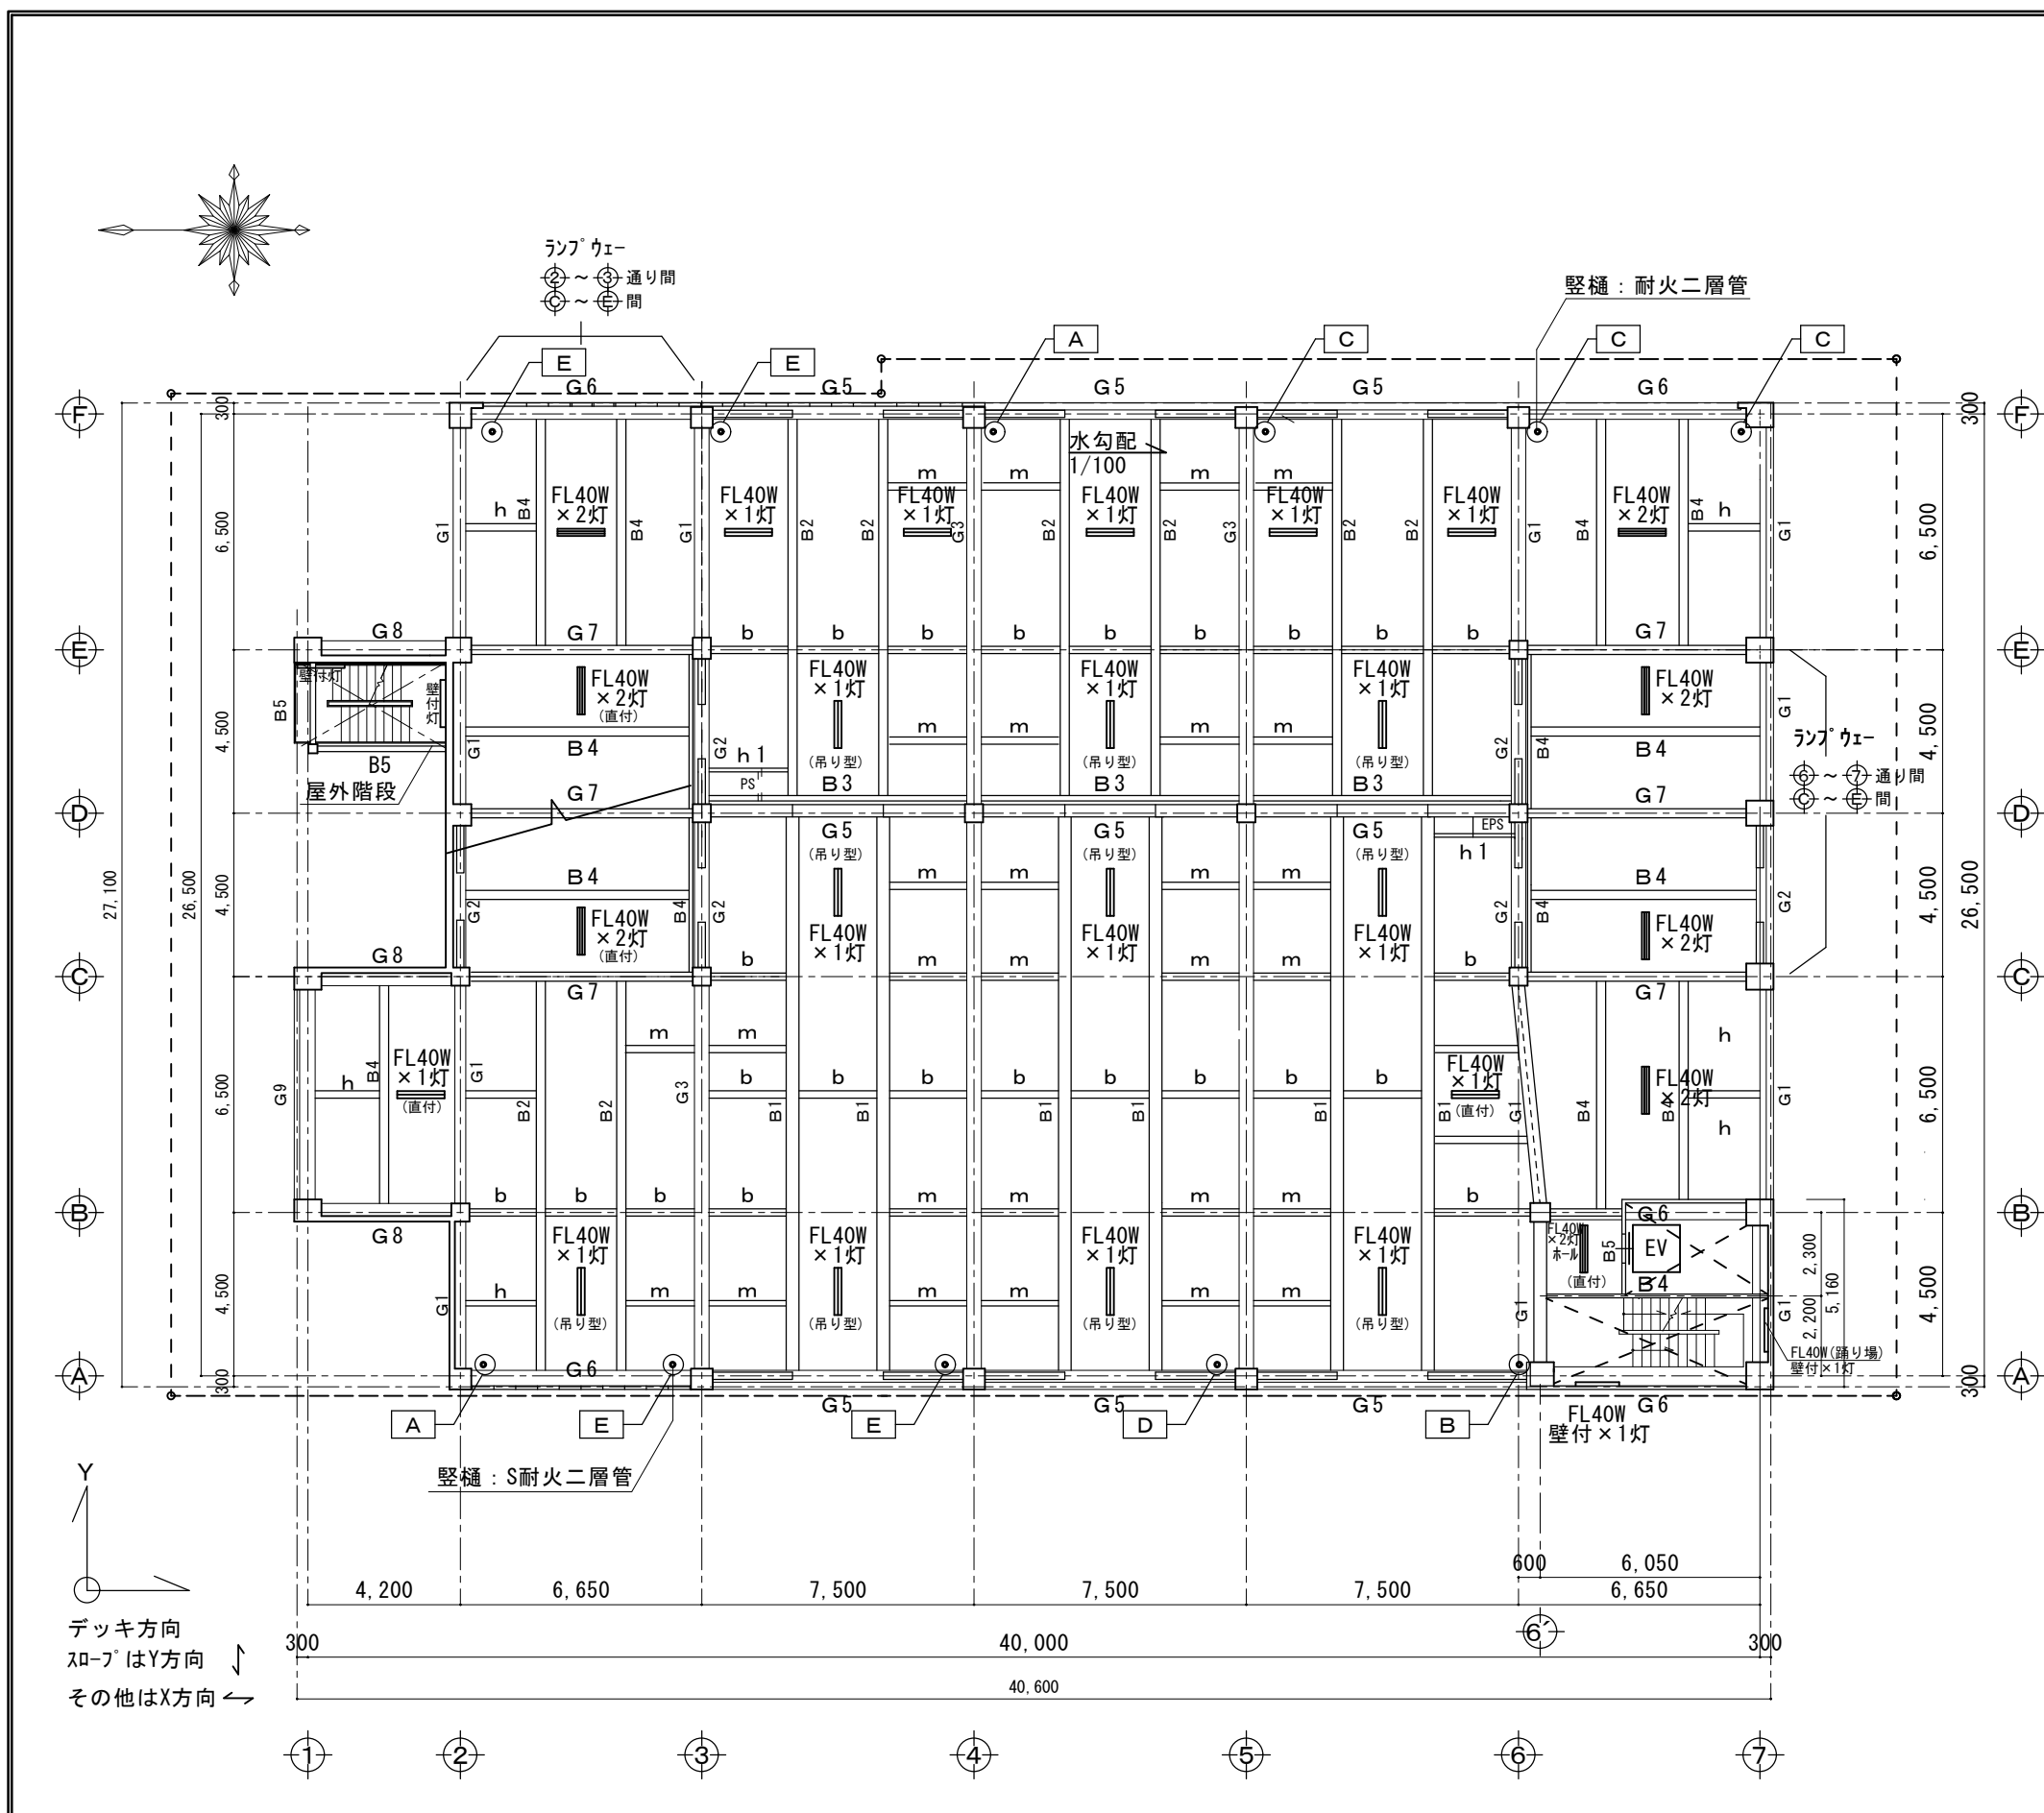 ランプウェー
② ～ ③ 通り間
Ⓒ ～ Ⓔ 間
竪樋：耐火二層管
E
E
A
C
C
C
G6
G5
G5
G5
G6
F
F
300
300
水勾配
1/100
m
m
m
m
FL40W
×2灯
FL40W
×1灯
FL40W
×1灯
FL40W
×1灯
FL40W
×1灯
FL40W
×1灯
FL40W
×2灯
h
h
G1
B4
B4
G1
B2
B2
G3
B2
B2
G3
B2
B2
G1
B4
B4
G1
6,500
6,500
G8
G7
b
b
b
b
b
b
b
b
b
G7
E
E
壁付灯
壁付灯
B5
B5
屋外階段
FL40W
×2灯
(直付)
FL40W
×1灯
(吊り型)
FL40W
×1灯
(吊り型)
FL40W
×1灯
(吊り型)
FL40W
×2灯
m
m
m
m
G1
B4
G2
h1
PS
G2
B4
B4
G1
4,500
4,500
ランプウェー
⑥ ～ ⑦ 通り間
Ⓒ ～ Ⓔ 間
G7
B3
B3
B3
G7
D
D
G5
(吊り型)
G5
(吊り型)
G5
(吊り型)
EPS
h1
B4
m
m
m
m
B4
27,100
26,500
4,500
4,500
26,500
G2
B4
G2
G2
B4
G2
FL40W
×2灯
(直付)
FL40W
×1灯
FL40W
×1灯
FL40W
×1灯
FL40W
×2灯
G8
b
m
m
m
m
b
C
C
G7
G7
m
m
h
FL40W
×1灯
(直付)
FL40W
×1灯
(直付)
FL40W
×2灯
G9
h
B4
G1
B2
B2
G3
b
b
b
b
b
b
b
b
B1
B1
B1
B1
B1
B1
G1
B4
B4
G1
h
6,500
6,500
b
b
b
b
m
m
m
m
b
B
B
G8
G6
FL40W
×1灯
(吊り型)
FL40W
×1灯
(吊り型)
FL40W
×1灯
(吊り型)
FL40W
×1灯
(吊り型)
FL40W
×2灯
ホール
(直付)
B5
EV
B4
2,300
2,200
5,160
4,500
4,500
h
m
m
m
m
m
m
G1
G1
G1
FL40W(踊り場)
壁付×1灯
G6
A
A
300
300
G5
G5
G5
G6
A
E
E
D
B
FL40W
壁付×1灯
竪樋：S耐火二層管
Y
デッキ方向
スロープはY方向
その他はX方向
600
6,050
4,200
6,650
7,500
7,500
7,500
6,650
6´
300
40,000
300
40,600
1
2
3
4
5
6
7